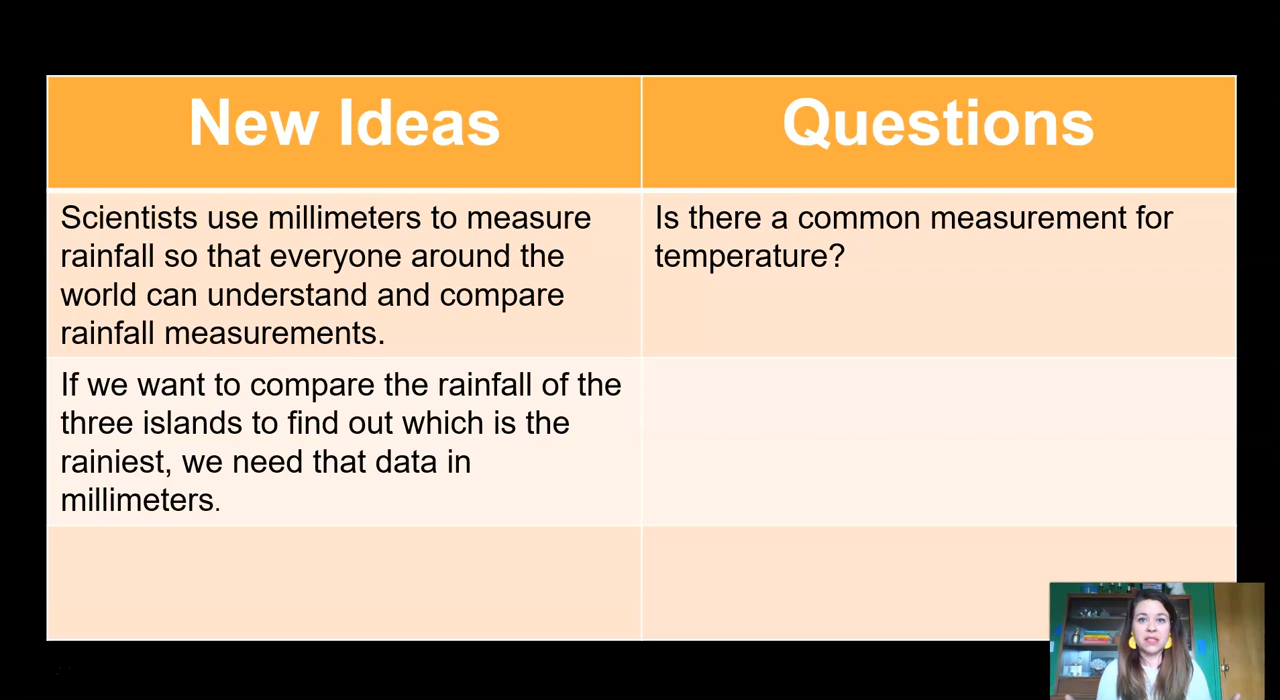 New Ideas
Questions
Scientists use millimeters to measure
rainfall so that everyone around the
world can understand and compare
rainfall measurements.
Is there a common measurement for
temperature?
If we want to compare the rainfall of the
three islands to find out which is the
rainiest, we need that data in
millimeters.